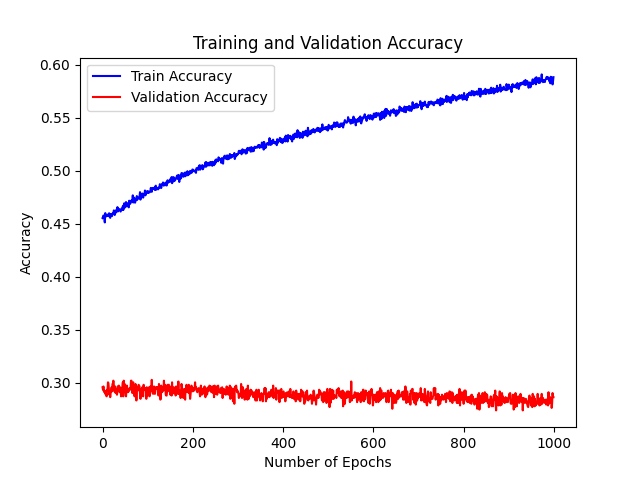 Training and Validation Accuracy
Train Accuracy
Validation Accuracy
Accuracy
0.60
0.55
0.50
0.45
0.40
0.35
0.30
0 200 400 600 800 1000
Number of Epochs